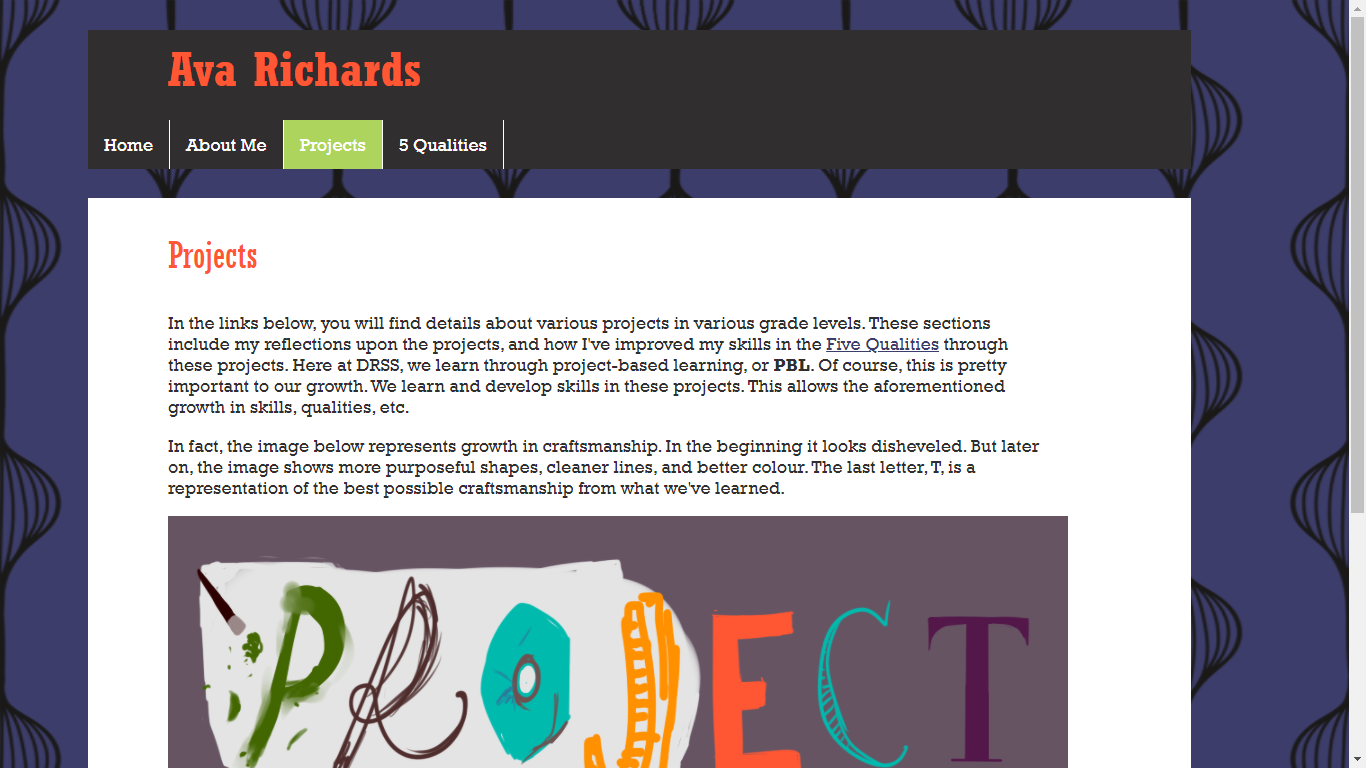 Ava Richards
Home
About Me
Projects
5 Qualities
Projects
In the links below, you will find details about various projects in various grade levels. These sections
include my reflections upon the projects, and how I've improved my skills in the Five Qualities through
these projects. Here at DRSS, we learn through project-based learning, or PBL. Of course, this is pretty
important to our growth. We learn and develop skills in these projects. This allows the aforementioned
growth in skills, qualities, etc.
In fact, the image below represents growth in craftsmanship. In the beginning it looks disheveled. But later
on, the image shows more purposeful shapes, cleaner lines, and better colour. The last letter, T, is a
representation of the best possible craftsmanship from what we've learned.
PROJECT